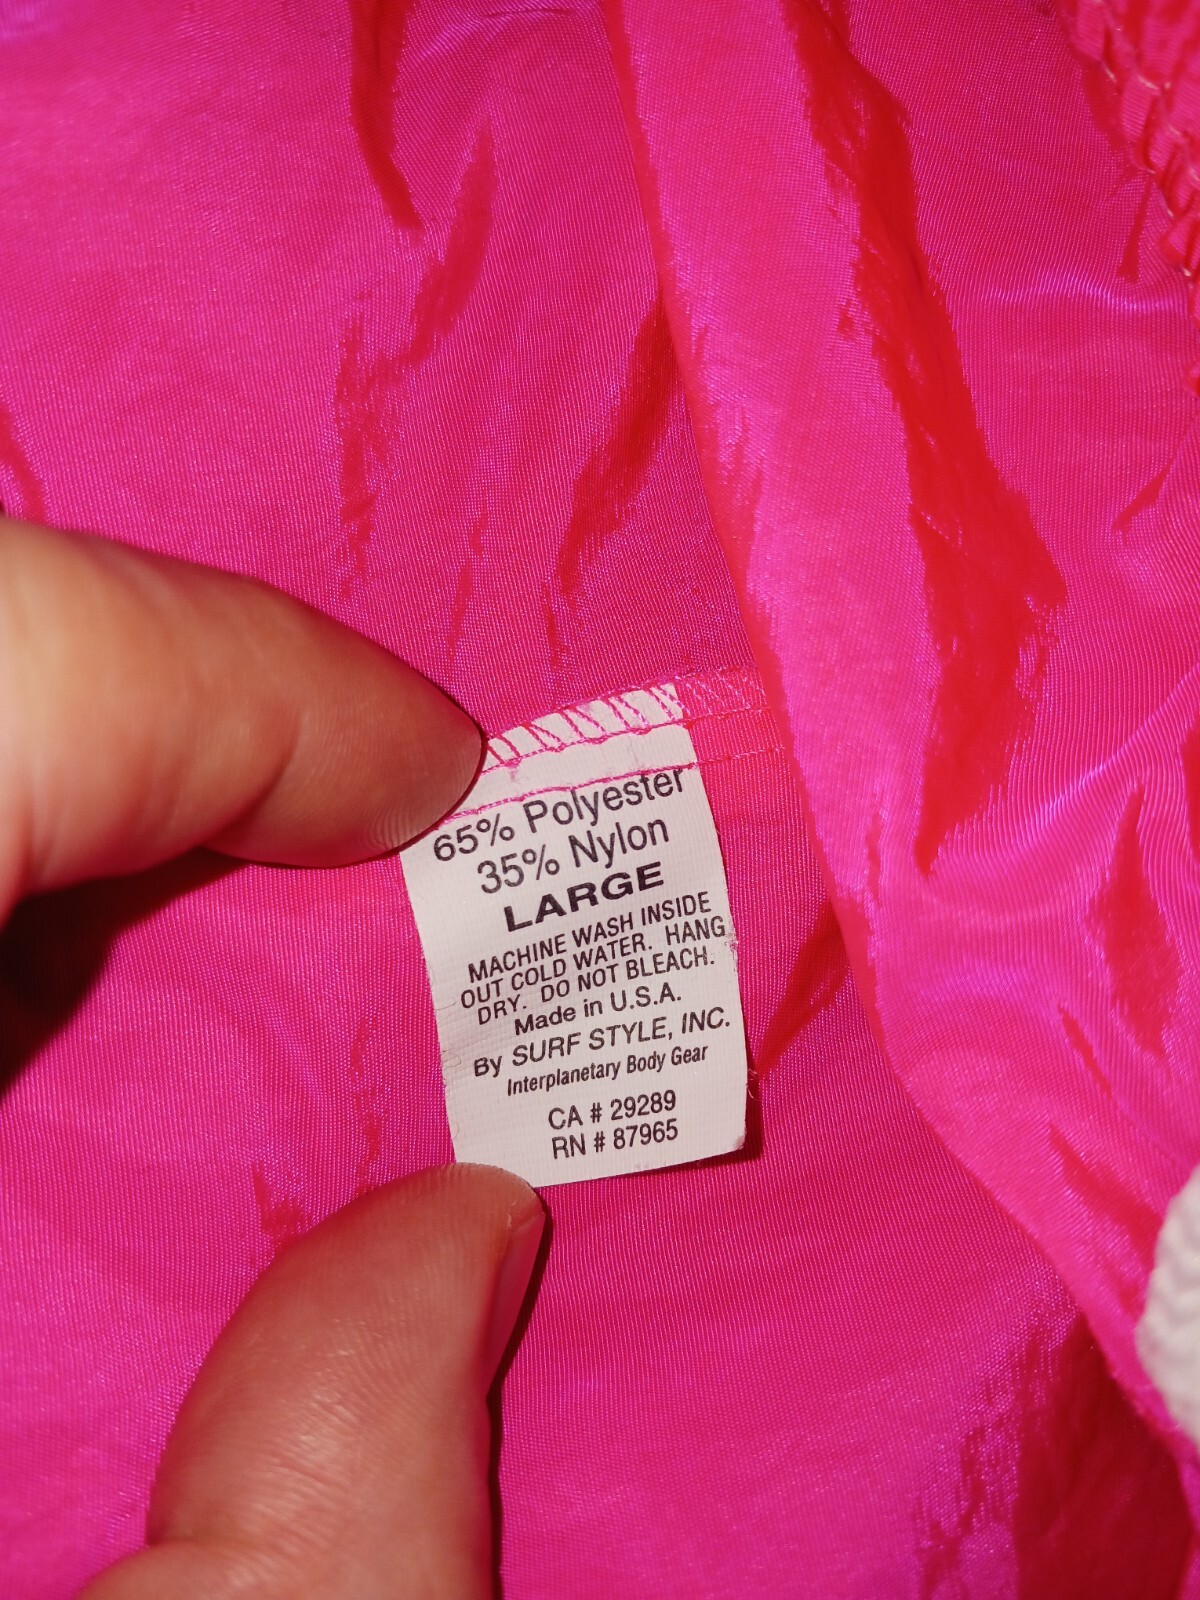 65% Polyester
35% Nylon
LARGE
MACHINE WASH INSIDE
OUT COLD WATER. HANG
DRY. DO NOT BLEACH.
Made in U.S.A.
By SURF STYLE, INC.
Interplanetary Body Gear
CA # 29289
RN # 87965